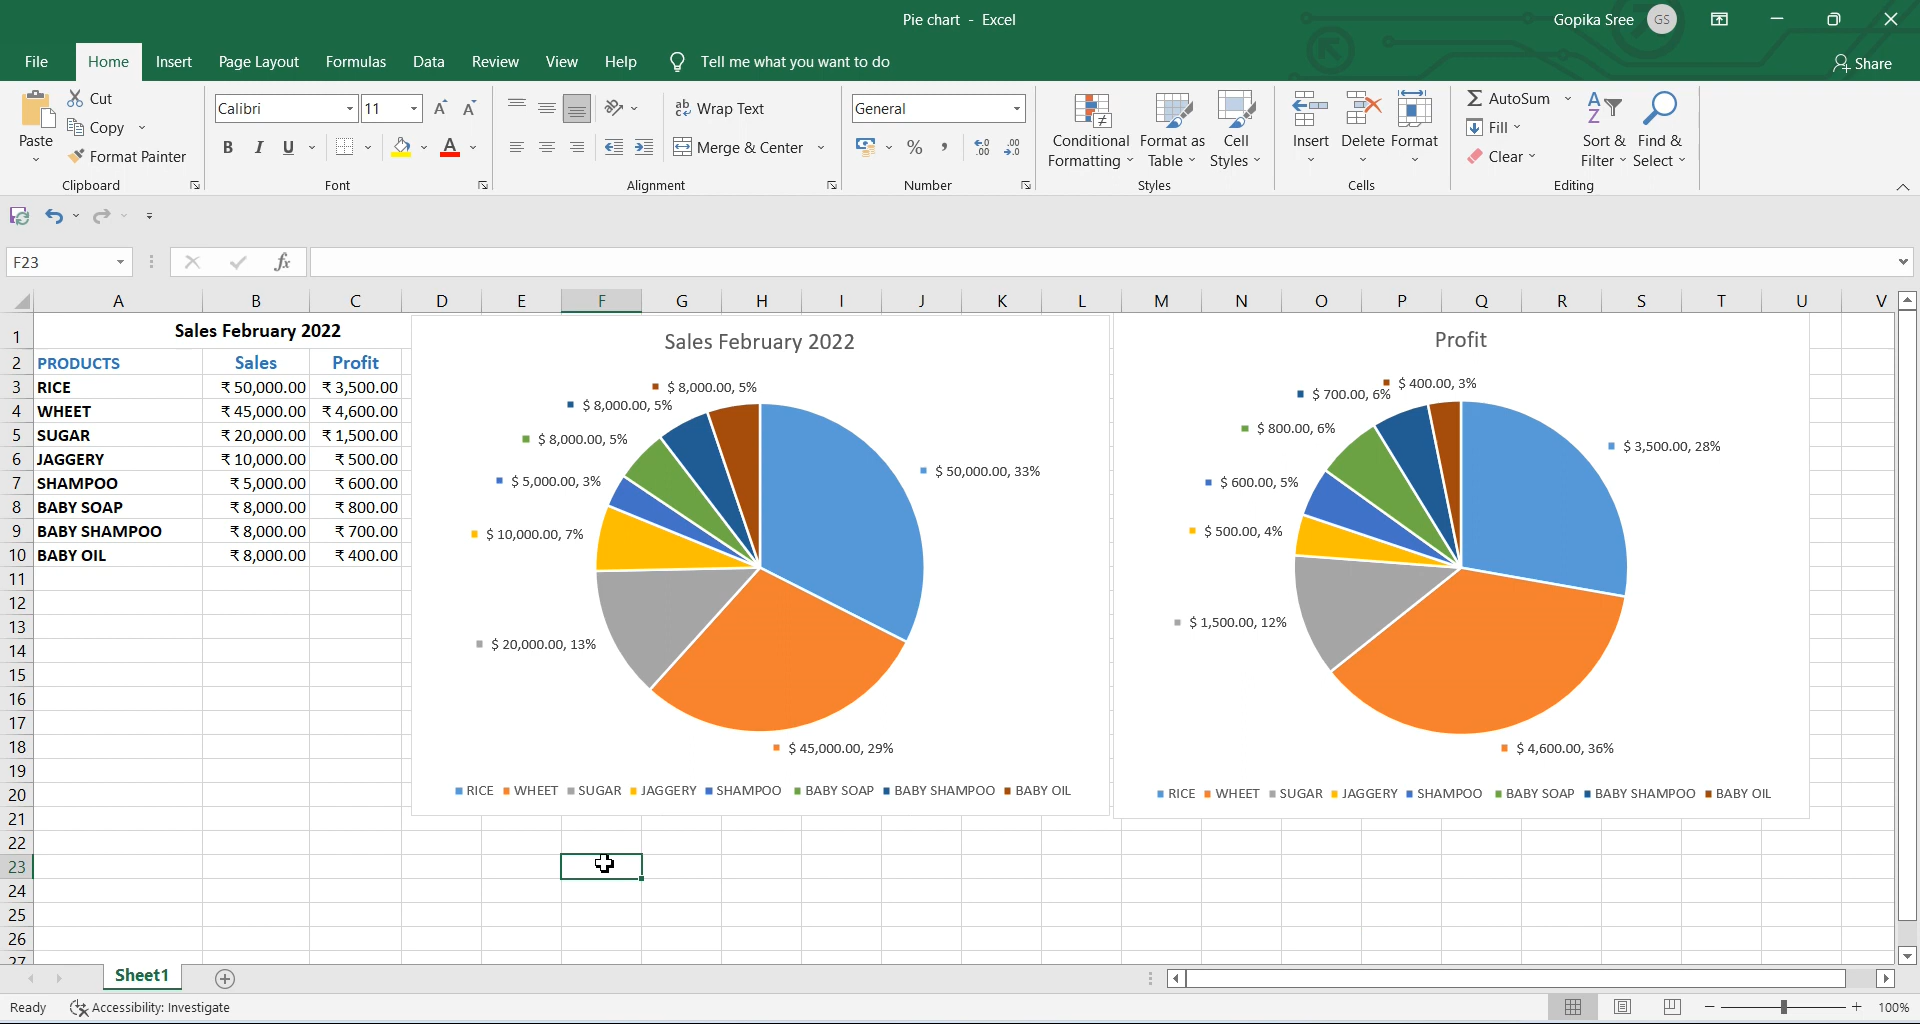 Pie chart - Excel
Gopika Sree GS
File Home Insert Page Layout Formulas Data Review View Help Tell me what you want to do Share
Paste
Cut
Copy
Format Painter
Clipboard
Calibri 11
B I U
Font
Wrap Text
Merge & Center
Alignment
General
Number
Conditional Formatting
Format as Table
Cell Styles
Styles
Insert Delete Format
Cells
AutoSum
Fill
Clear
Sort & Filter
Find & Select
Editing
F23 fx
A B C D E F G H I J K L M N O P Q R S T U V
1 Sales February 2022
2 PRODUCTS Sales Profit
3 RICE ₹ 50,000.00 ₹ 3,500.00
4 WHEET ₹ 45,000.00 ₹ 4,600.00
5 SUGAR ₹ 20,000.00 ₹ 1,500.00
6 JAGGERY ₹ 10,000.00 ₹ 500.00
7 SHAMPOO ₹ 5,000.00 ₹ 600.00
8 BABY SOAP ₹ 8,000.00 ₹ 800.00
9 BABY SHAMPOO ₹ 8,000.00 ₹ 700.00
10 BABY OIL ₹ 8,000.00 ₹ 400.00
11
12
13
14
15
16
17
18
19
20
21
22
23
24
25
26
27
Sales February 2022
$ 8,000.00, 5%
$ 8,000.00, 5%
$ 8,000.00, 5%
$ 5,000.00, 3%
$ 50,000.00, 33%
$ 10,000.00, 7%
$ 20,000.00, 13%
$ 45,000.00, 29%
RICE WHEET SUGAR JAGGERY SHAMPOO BABY SOAP BABY SHAMPOO BABY OIL
Profit
$ 400.00, 3%
$ 700.00, 6%
$ 800.00, 6%
$ 3,500.00, 28%
$ 600.00, 5%
$ 500.00, 4%
$ 1,500.00, 12%
$ 4,600.00, 36%
RICE WHEET SUGAR JAGGERY SHAMPOO BABY SOAP BABY SHAMPOO BABY OIL
Sheet1
Ready Accessibility: Investigate 100%